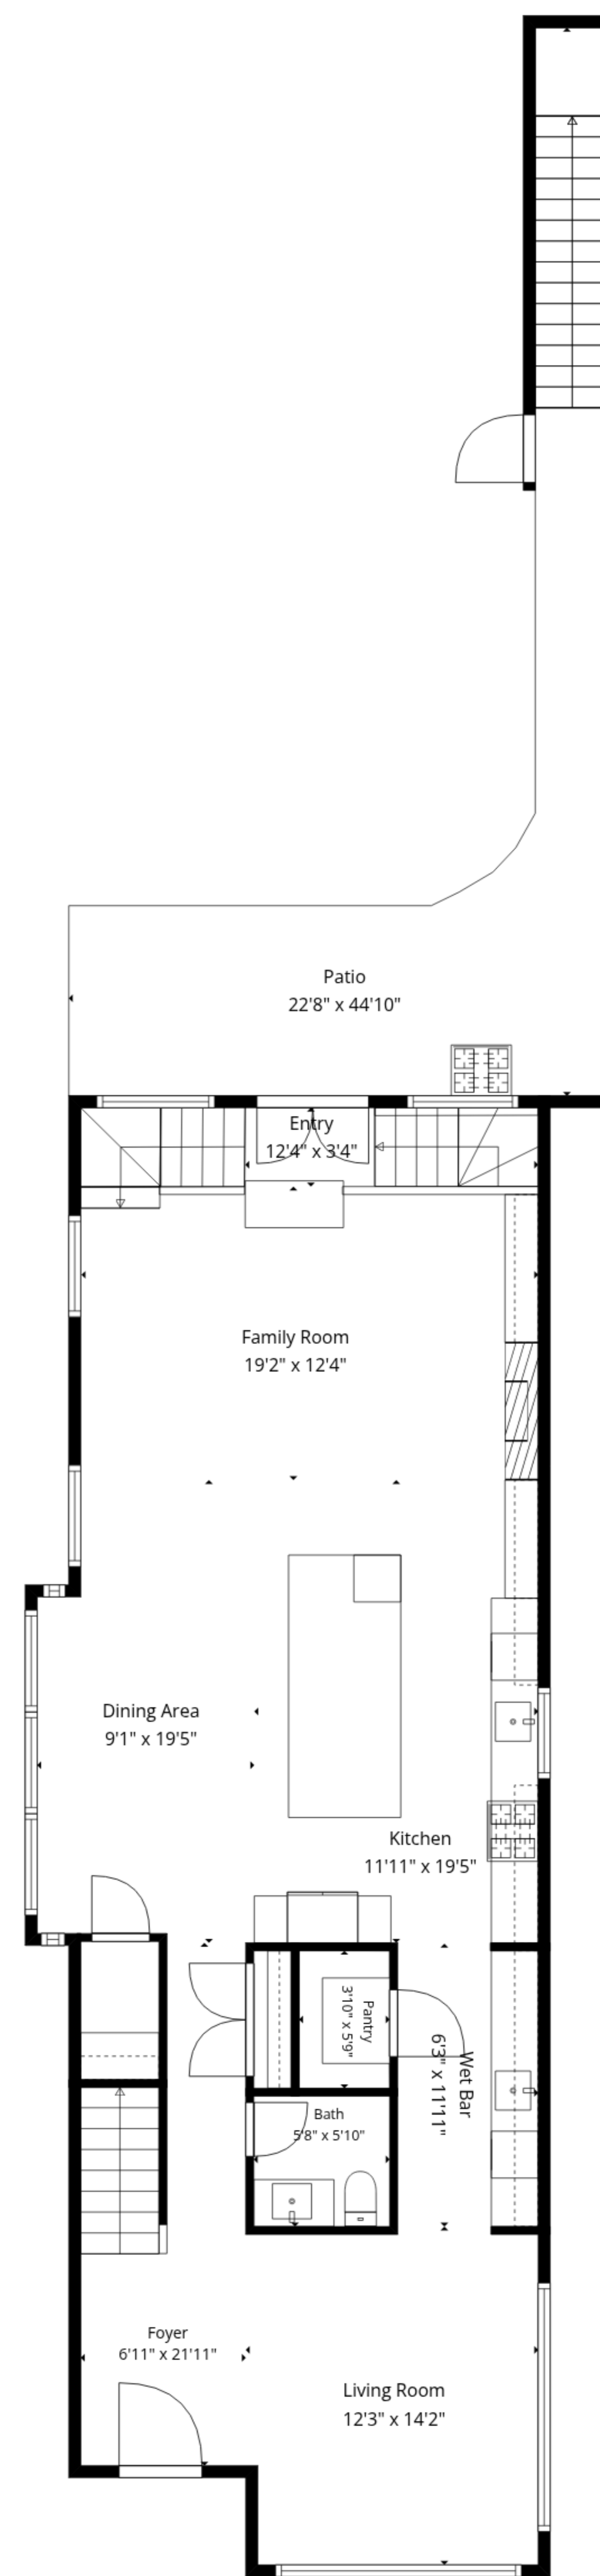 Patio
22'8" x 44'10"
Entry
12'4" x 3'4"
Family Room
19'2" x 12'4"
Dining Area
9'1" x 19'5"
Kitchen
11'11" x 19'5"
Pantry
3'10" x 5'9"
Wet Bar
6'3" x 11'11"
Bath
5'8" x 5'10"
Foyer
6'11" x 21'11"
Living Room
12'3" x 14'2"